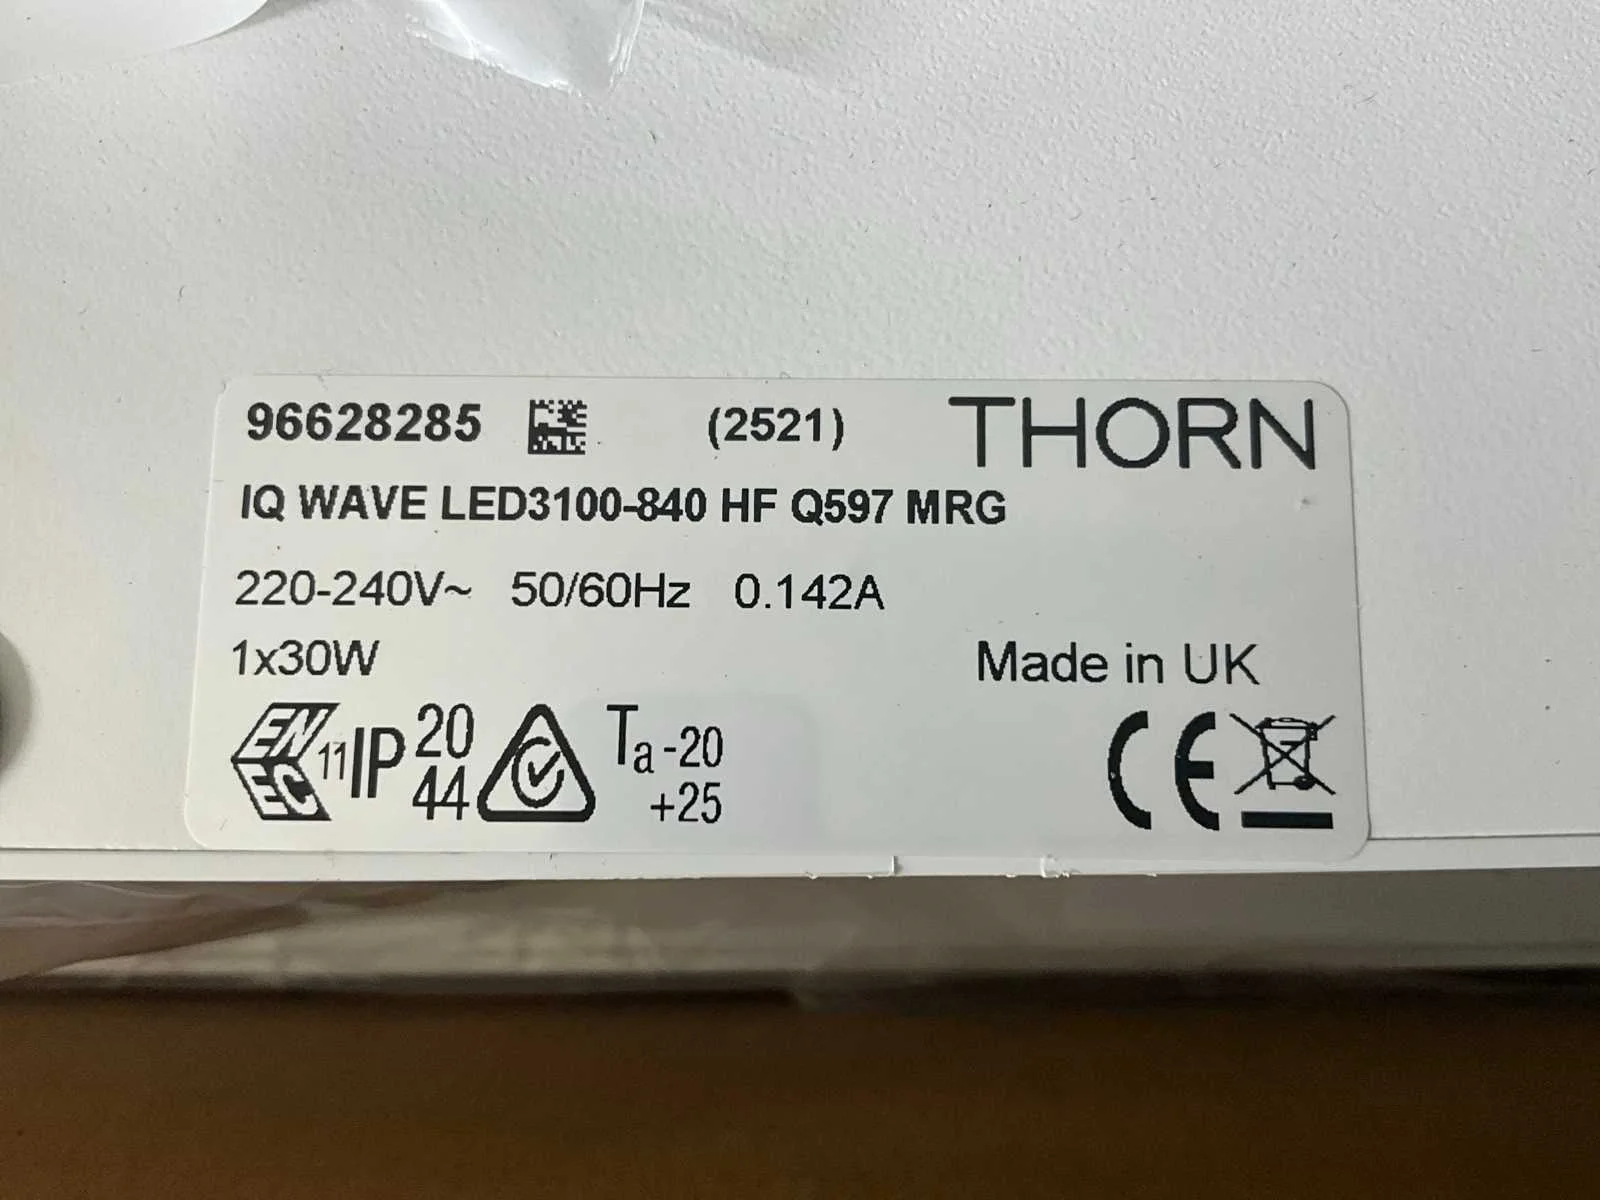 96628285 (2521) THORN
IQ WAVE LED3100-840 HF Q597 MRG
220-240V~ 50/60Hz 0.142A
1x30W Made in UK
EN 11 IP 20 Ta -20 CE
EC 44 +25